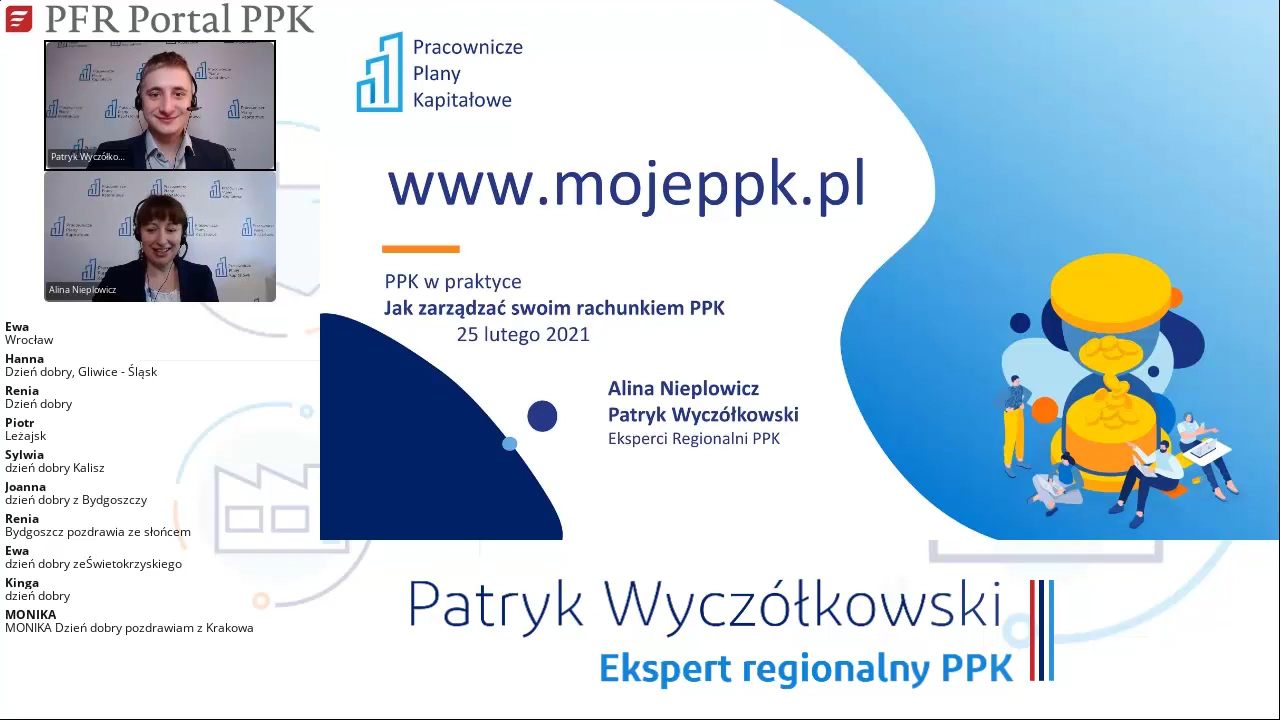 PFR Portal PPK
Patryk Wyczółko...
Alina Nieplowicz
Ewa
Wrocław
Hanna
Dzień dobry, Gliwice - Śląsk
Renia
Dzień dobry
Piotr
Leżajsk
Sylwia
dzień dobry Kalisz
Joanna
dzień dobry z Bydgoszczy
Renia
Bydgoszcz pozdrawia ze słońcem
Ewa
dzień dobry zeŚwietokrzyskiego
Kinga
dzień dobry
MONIKA
MONIKA Dzień dobry pozdrawiam z Krakowa
Pracownicze
Plany
Kapitałowe
www.mojeppk.pl
PPK w praktyce
Jak zarządzać swoim rachunkiem PPK
25 lutego 2021
Alina Nieplowicz
Patryk Wyczółkowski
Eksperci Regionalni PPK
Patryk Wyczółkowski
Ekspert regionalny PPK